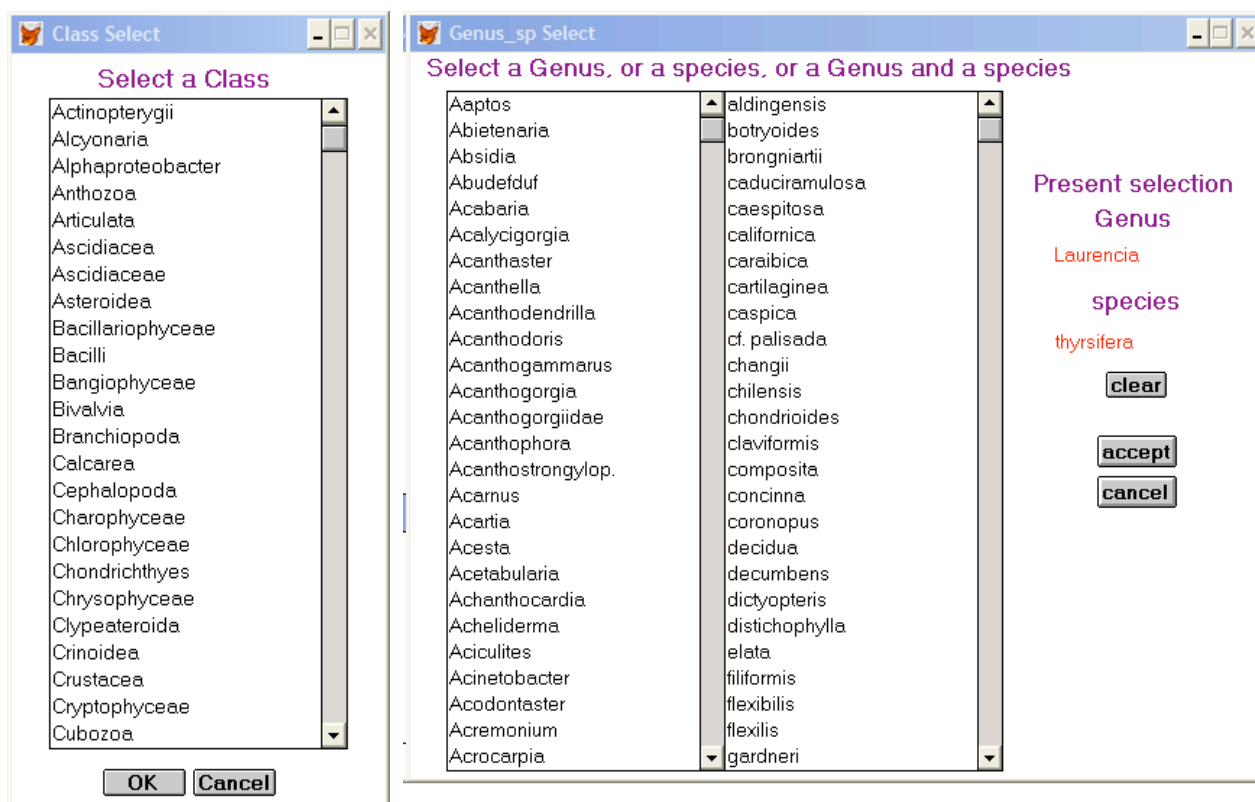 Class Select
Select a Class
Actinopterygii
Alcyonaria
Alphaproteobacter
Anthozoa
Articulata
Ascidiacea
Ascidiaceae
Asteroidea
Bacillariophyceae
Bacilli
Bangiophyceae
Bivalvia
Branchiopoda
Calcarea
Cephalopoda
Charophyceae
Chlorophyceae
Chondrichthyes
Chrysophyceae
Clypeateroida
Crinoidea
Crustacea
Cryptophyceae
Cubozoa
OK Cancel
Genus_sp Select
Select a Genus, or a species, or a Genus and a species
Aaptos
Abietenaria
Absidia
Abudefduf
Acabaria
Acalycigorgia
Acanthaster
Acanthella
Acanthodendrilla
Acanthodoris
Acanthogammarus
Acanthogorgia
Acanthogorgiidae
Acanthophora
Acanthostrongylop.
Acarnus
Acartia
Acesta
Acetabularia
Achanthocardia
Acheliderma
Aciculites
Acinetobacter
Acodontaster
Acremonium
Acrocarpia
aldingensis
botryoides
brongniartii
caduciramulosa
caespitosa
californica
caraibica
cartilaginea
caspica
cf. palisada
changii
chilensis
chondrioides
claviformis
composita
concinna
coronopus
decidua
decumbens
dictyopteris
distichophylla
elata
filiformis
flexibilis
flexilis
gardneri
Present selection
Genus
Laurencia
species
thyrsifera
clear
accept
cancel